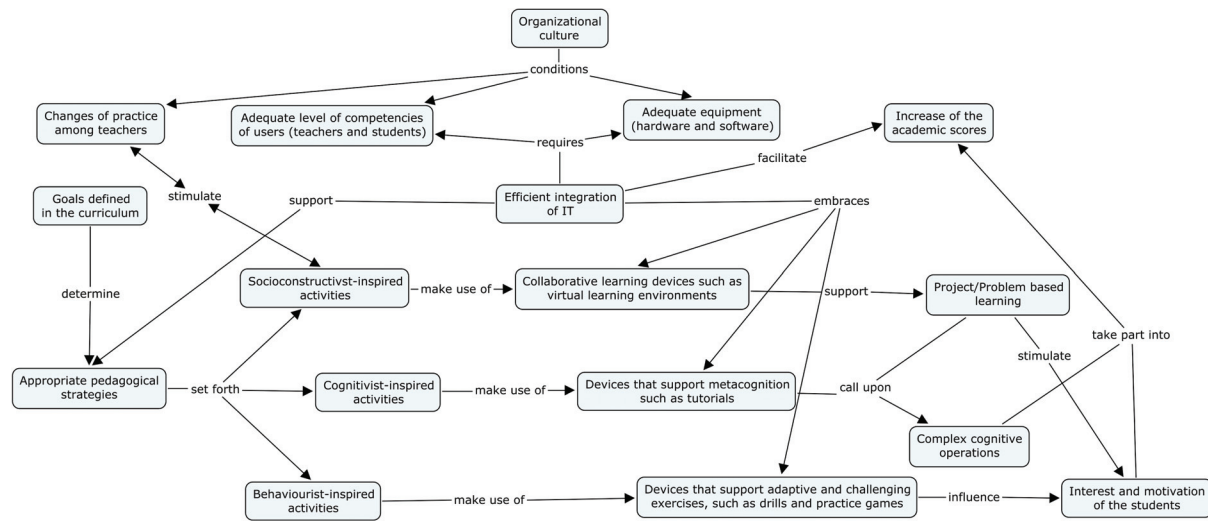 Organizational
culture
conditions
Changes of practice
among teachers
Adequate level of competencies
of users (teachers and students)
Adequate equipment
(hardware and software)
Increase of the
academic scores
requires
facilitate
stimulate
Goals defined
in the curriculum
support
Efficient integration
of IT
embraces
Socioconstructivst-inspired
activities
make use of
Collaborative learning devices such as
virtual learning environments
support
Project/Problem based
learning
determine
take part into
stimulate
Appropriate pedagogical
strategies
set forth
Cognitivist-inspired
activities
make use of
Devices that support metacognition
such as tutorials
call upon
Complex cognitive
operations
Behaviourist-inspired
activities
make use of
Devices that support adaptive and challenging
exercises, such as drills and practice games
influence
Interest and motivation
of the students